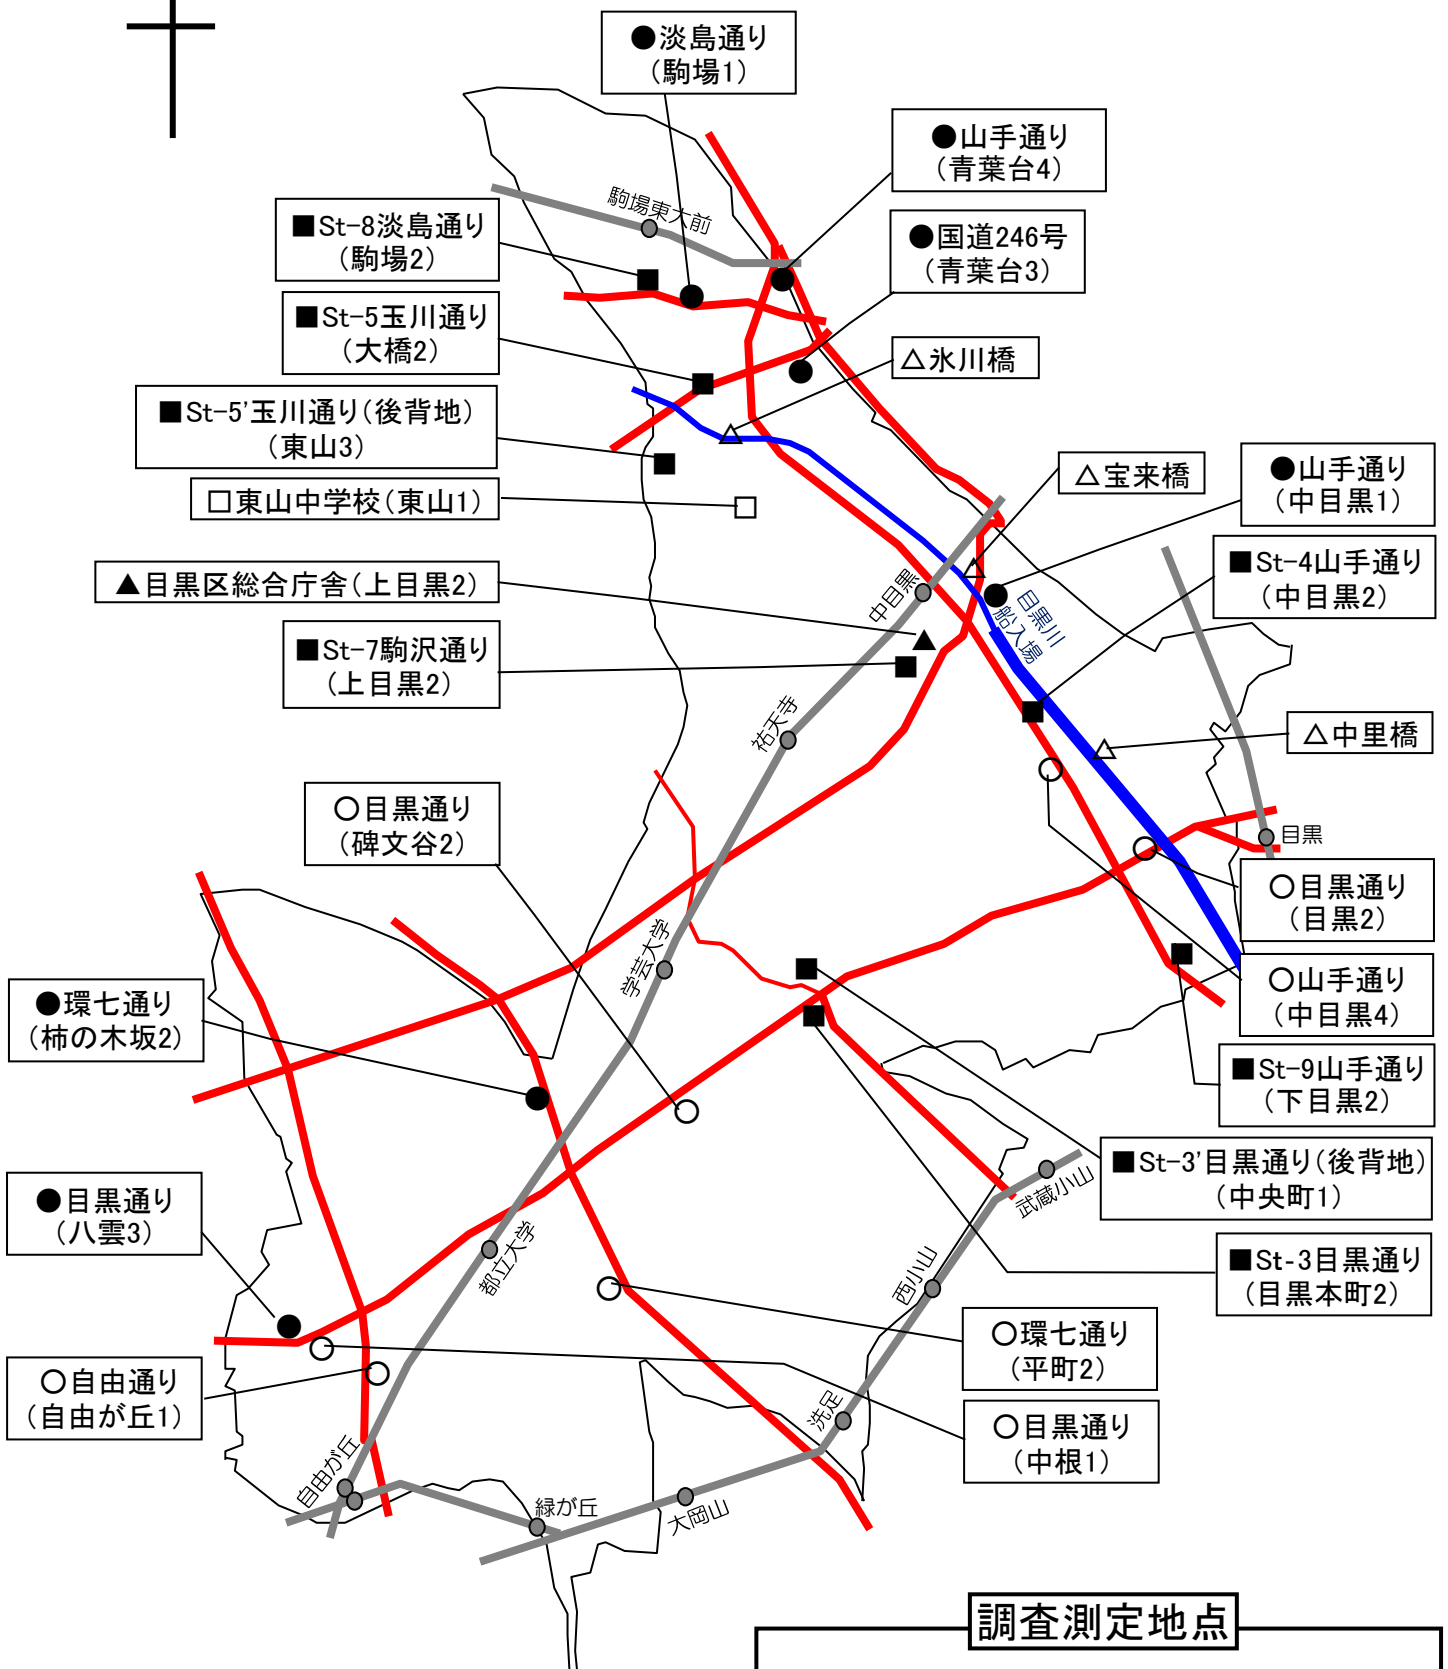 ●淡島通り
(駒場1)
●山手通り
(青葉台4)
駒場東大前
■St-8淡島通り
(駒場2)
●国道246号
(青葉台3)
■St-5玉川通り
(大橋2)
△氷川橋
■St-5'玉川通り(後背地)
(東山3)
●山手通り
(中目黒1)
△宝来橋
□東山中学校(東山1)
■St-4山手通り
(中目黒2)
▲目黒区総合庁舎(上目黒2)
中目黒
目黒川
船入場
■St-7駒沢通り
(上目黒2)
祐天寺
△中里橋
○目黒通り
(碑文谷2)
目黒
○目黒通り
(目黒2)
学芸大学
○山手通り
(中目黒4)
●環七通り
(柿の木坂2)
■St-9山手通り
(下目黒2)
■St-3'目黒通り(後背地)
(中央町1)
武蔵小山
●目黒通り
(八雲3)
都立大学
西小山
■St-3目黒通り
(目黒本町2)
○環七通り
(平町2)
○自由通り
(自由が丘1)
洗足
○目黒通り
(中根1)
自由が丘
緑が丘
大岡山
調査測定地点